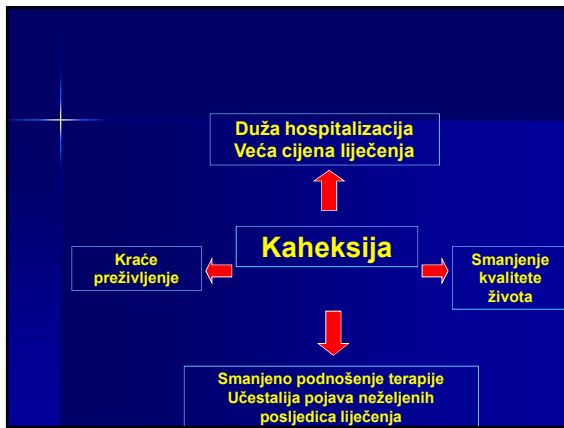 Duža hospitalizacija
Veća cijena liječenja
Kaheksija
Kraće
preživljenje
Smanjenje
kvalitete
života
Smanjeno podnošenje terapije
Učestalija pojava neželjenih
posljedica liječenja